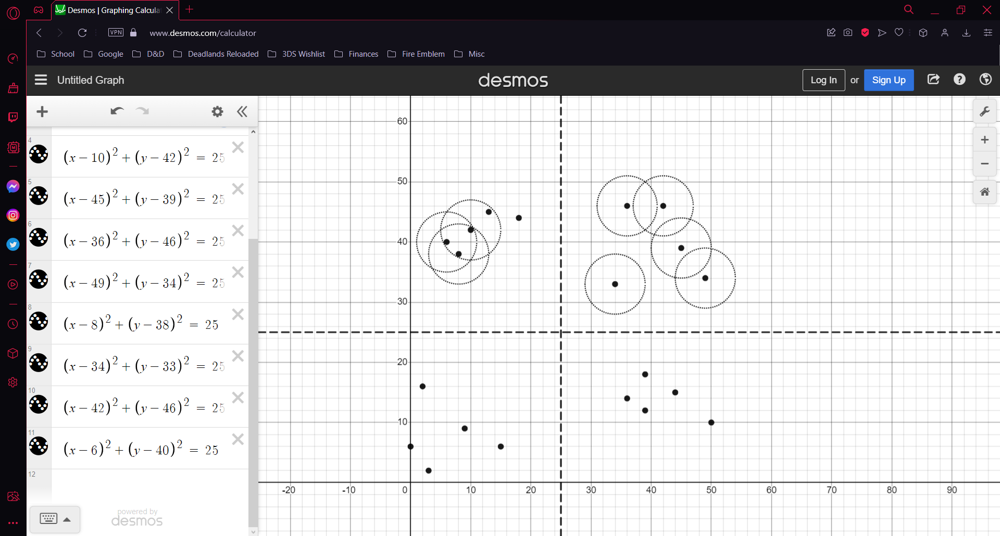 Desmos | Graphing Calcula
VPN
www.desmos.com/calculator
School
Google
D&D
Deadlands Reloaded
3DS Wishlist
Finances
Fire Emblem
Misc
Untitled Graph
desmos
Log In
or
Sign Up
4
(x − 10)² + (y − 42)² = 25
5
(x − 45)² + (y − 39)² = 25
6
(x − 36)² + (y − 46)² = 25
7
(x − 49)² + (y − 34)² = 25
8
(x − 8)² + (y − 38)² = 25
9
(x − 34)² + (y − 33)² = 25
10
(x − 42)² + (y − 46)² = 25
11
(x − 6)² + (y − 40)² = 25
12
powered by
desmos
60
50
40
30
20
10
-20
-10
0
10
20
30
40
50
60
70
80
90